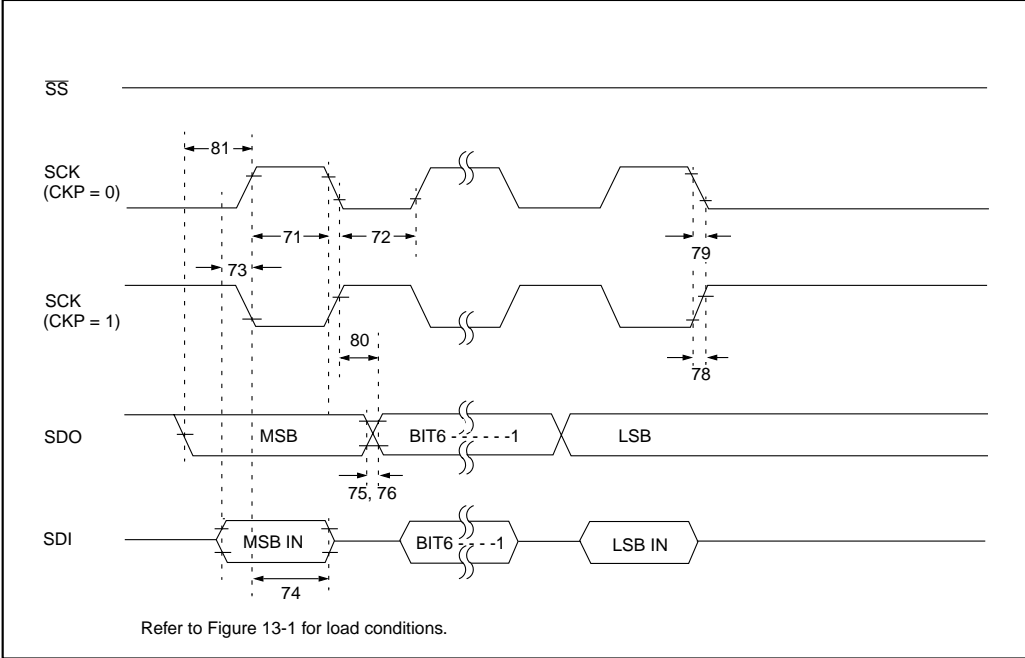 SS
81
SCK
(CKP = 0)
71
72
79
73
SCK
(CKP = 1)
80
78
SDO
MSB
BIT6 - - - - - - -1
LSB
75, 76
SDI
MSB IN
BIT6 - - - - -1
LSB IN
74
Refer to Figure 13-1 for load conditions.